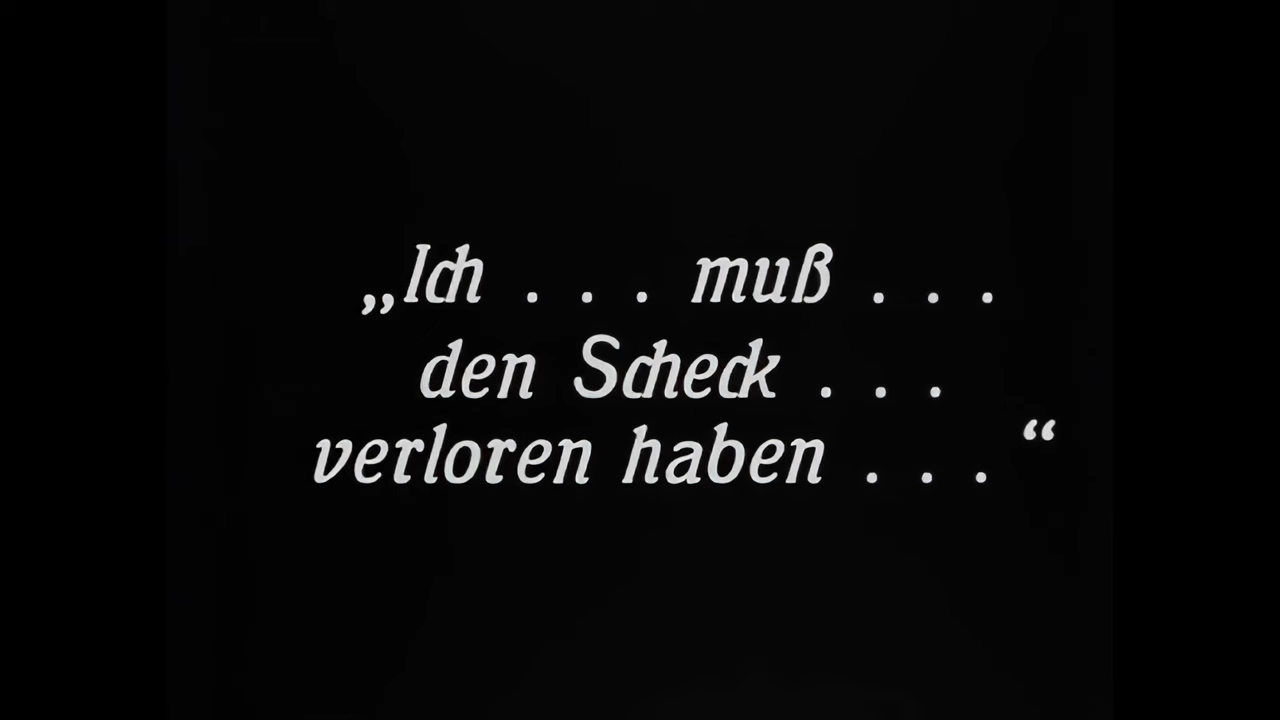 „Ich . . . muß . . .
den Scheck . . .
verloren haben . . . “